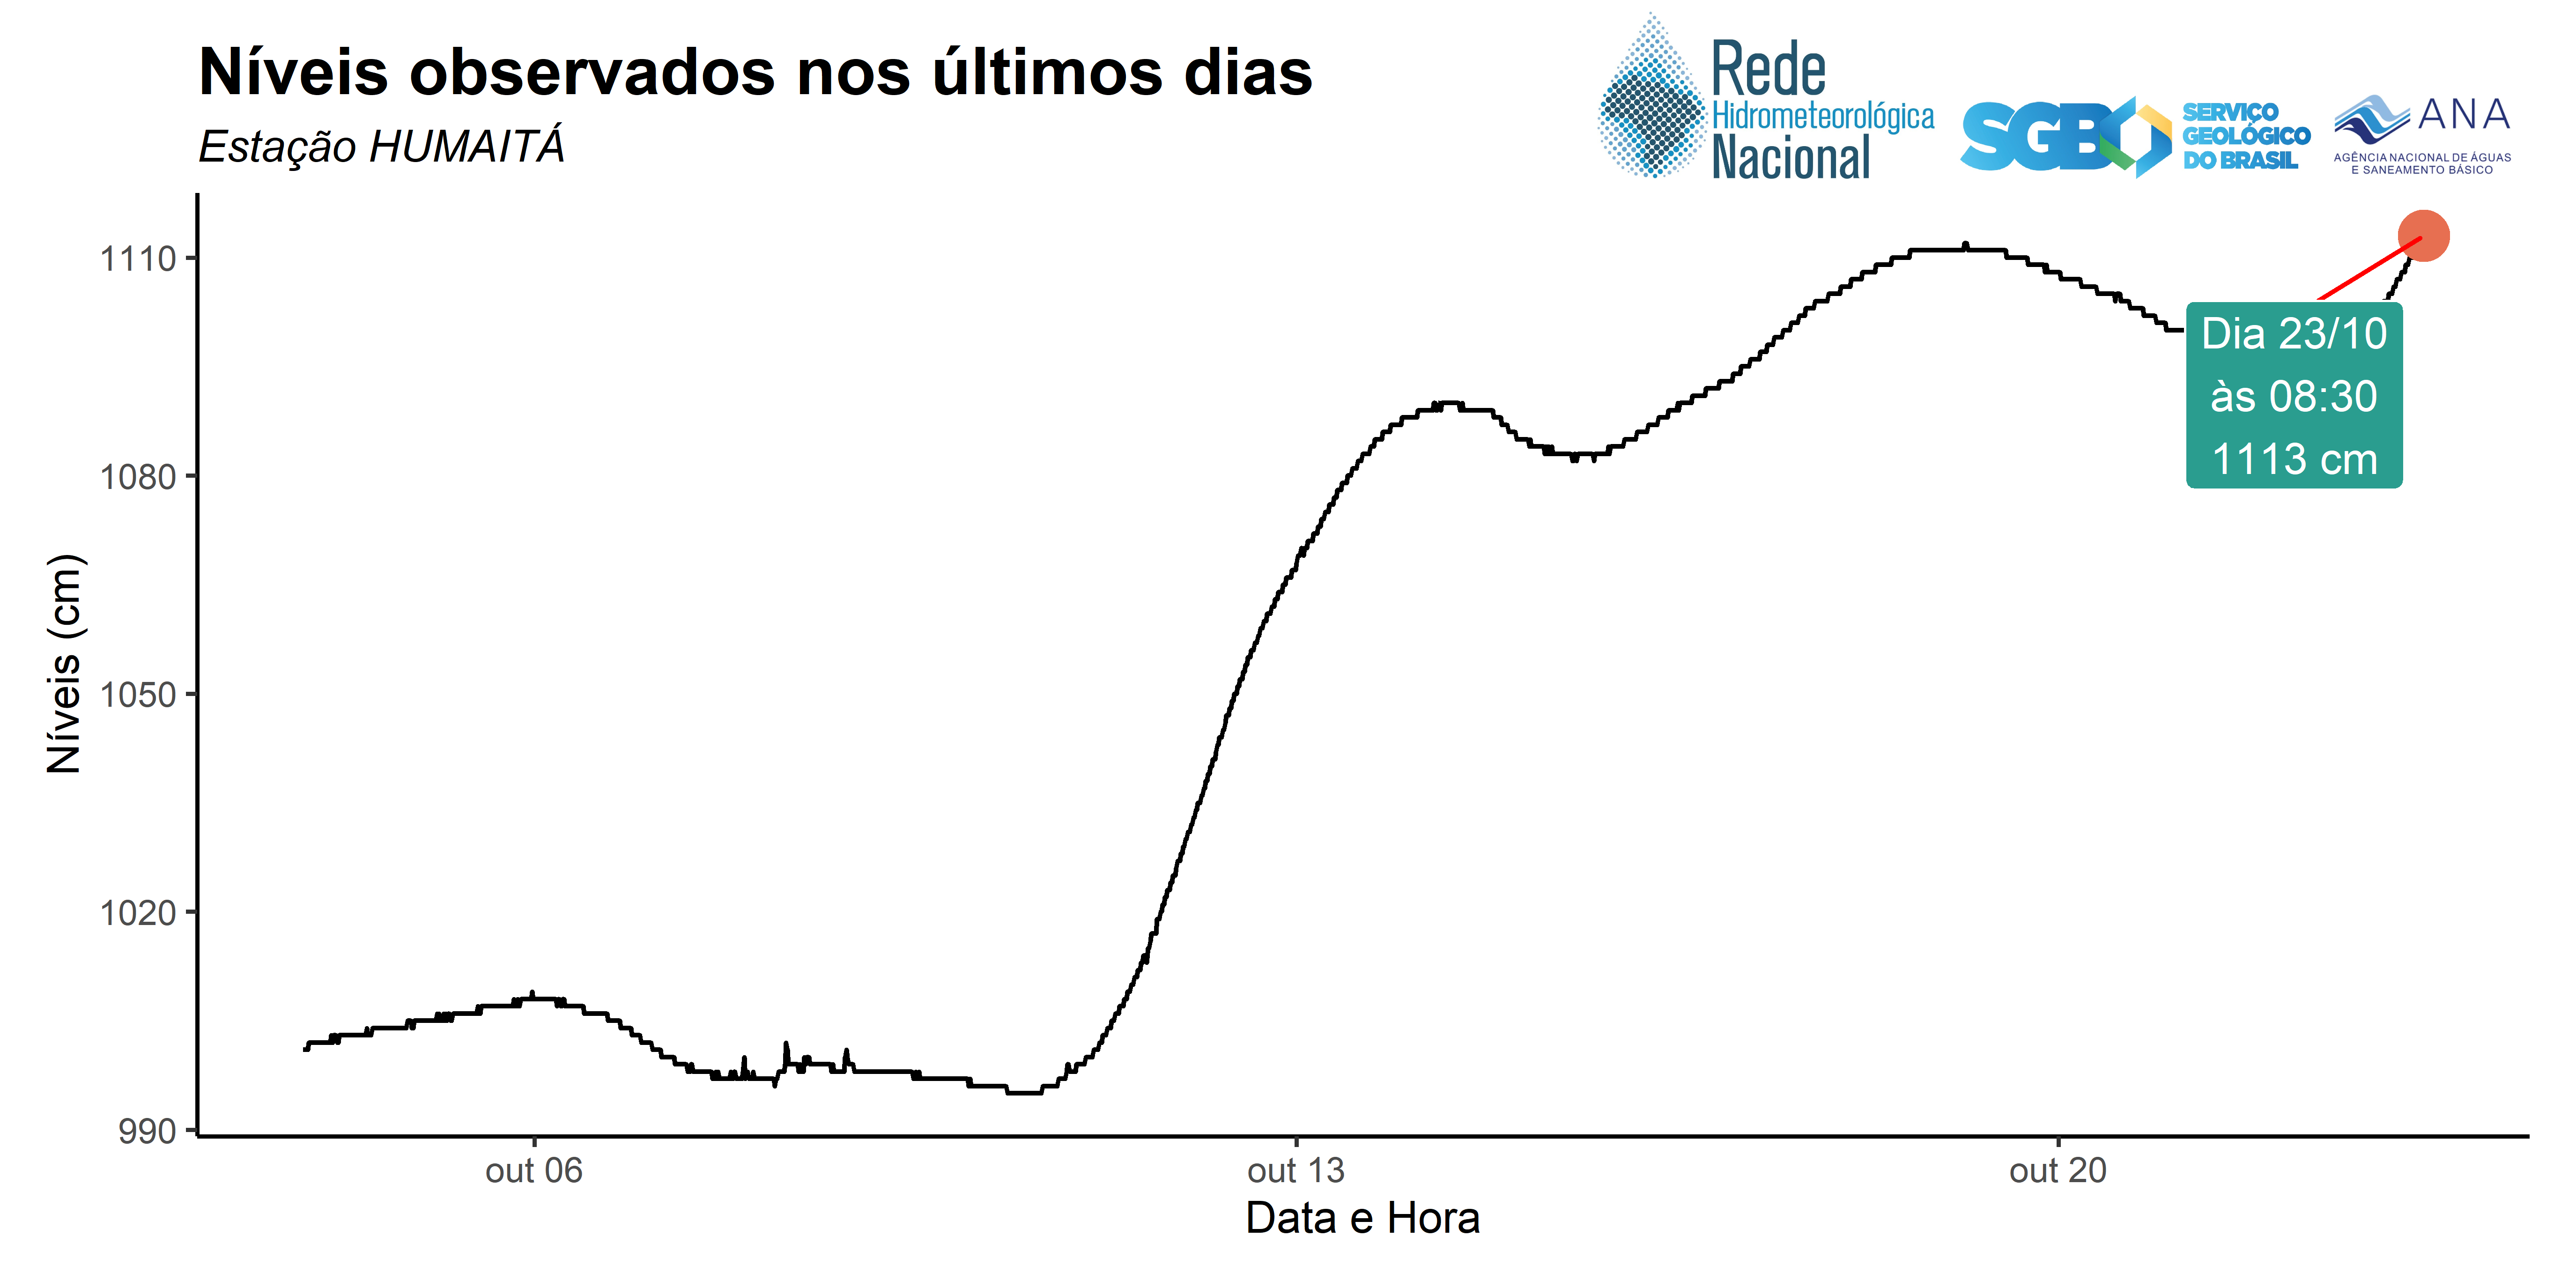 Níveis observados nos últimos dias
Estação HUMAITÁ
Rede
Hidrometeorológica
Nacional
SGB
SERVIÇO
GEOLÓGICO
DO BRASIL
ANA
AGÊNCIA NACIONAL DE ÁGUAS
E SANEAMENTO BÁSICO
Níveis (cm)
1110
1080
1050
1020
990
Dia 23/10
às 08:30
1113 cm
out 06
out 13
out 20
Data e Hora